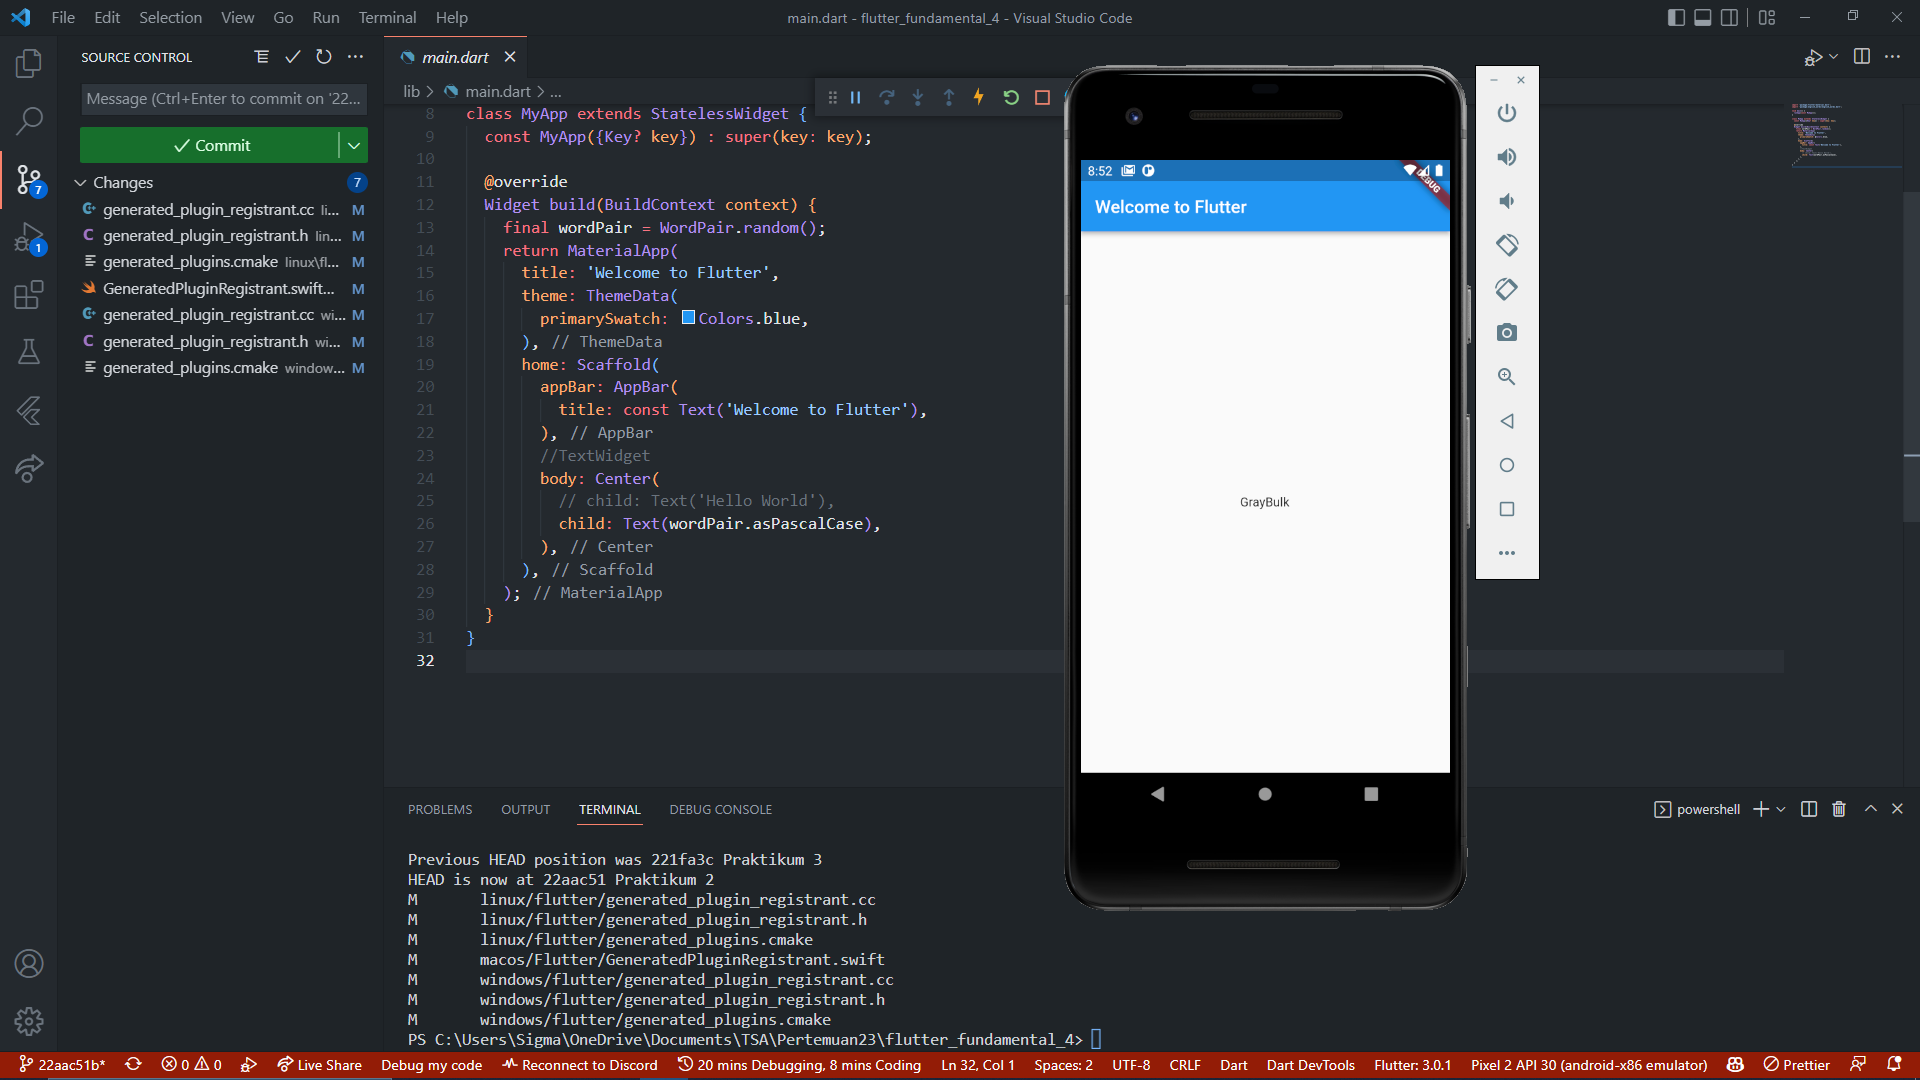 File Edit Selection View Go Run Terminal Help
main.dart - flutter_fundamental_4 - Visual Studio Code
SOURCE CONTROL
Message (Ctrl+Enter to commit on '22...
Commit
Changes 7
generated_plugin_registrant.cc li... M
generated_plugin_registrant.h lin... M
generated_plugins.cmake linux\fl... M
GeneratedPluginRegistrant.swift... M
generated_plugin_registrant.cc wi... M
generated_plugin_registrant.h wi... M
generated_plugins.cmake window... M
7
1
main.dart
lib > main.dart > ...
8 class MyApp extends StatelessWidget {
9 const MyApp({Key? key}) : super(key: key);
10
11 @override
12 Widget build(BuildContext context) {
13 final wordPair = WordPair.random();
14 return MaterialApp(
15 title: 'Welcome to Flutter',
16 theme: ThemeData(
17 primarySwatch: Colors.blue,
18 ), // ThemeData
19 home: Scaffold(
20 appBar: AppBar(
21 title: const Text('Welcome to Flutter'),
22 ), // AppBar
23 //TextWidget
24 body: Center(
25 // child: Text('Hello World'),
26 child: Text(wordPair.asPascalCase),
27 ), // Center
28 ), // Scaffold
29 ); // MaterialApp
30 }
31 }
32
8:52
DEBUG
Welcome to Flutter
GrayBulk
PROBLEMS OUTPUT TERMINAL DEBUG CONSOLE
powershell
Previous HEAD position was 221fa3c Praktikum 3
HEAD is now at 22aac51 Praktikum 2
M linux/flutter/generated_plugin_registrant.cc
M linux/flutter/generated_plugin_registrant.h
M linux/flutter/generated_plugins.cmake
M macos/Flutter/GeneratedPluginRegistrant.swift
M windows/flutter/generated_plugin_registrant.cc
M windows/flutter/generated_plugin_registrant.h
M windows/flutter/generated_plugins.cmake
PS C:\Users\Sigma\OneDrive\Documents\TSA\Pertemuan23\flutter_fundamental_4>
22aac51b* 0 0 Live Share Debug my code Reconnect to Discord 20 mins Debugging, 8 mins Coding Ln 32, Col 1 Spaces: 2 UTF-8 CRLF Dart Dart DevTools Flutter: 3.0.1 Pixel 2 API 30 (android-x86 emulator) Prettier